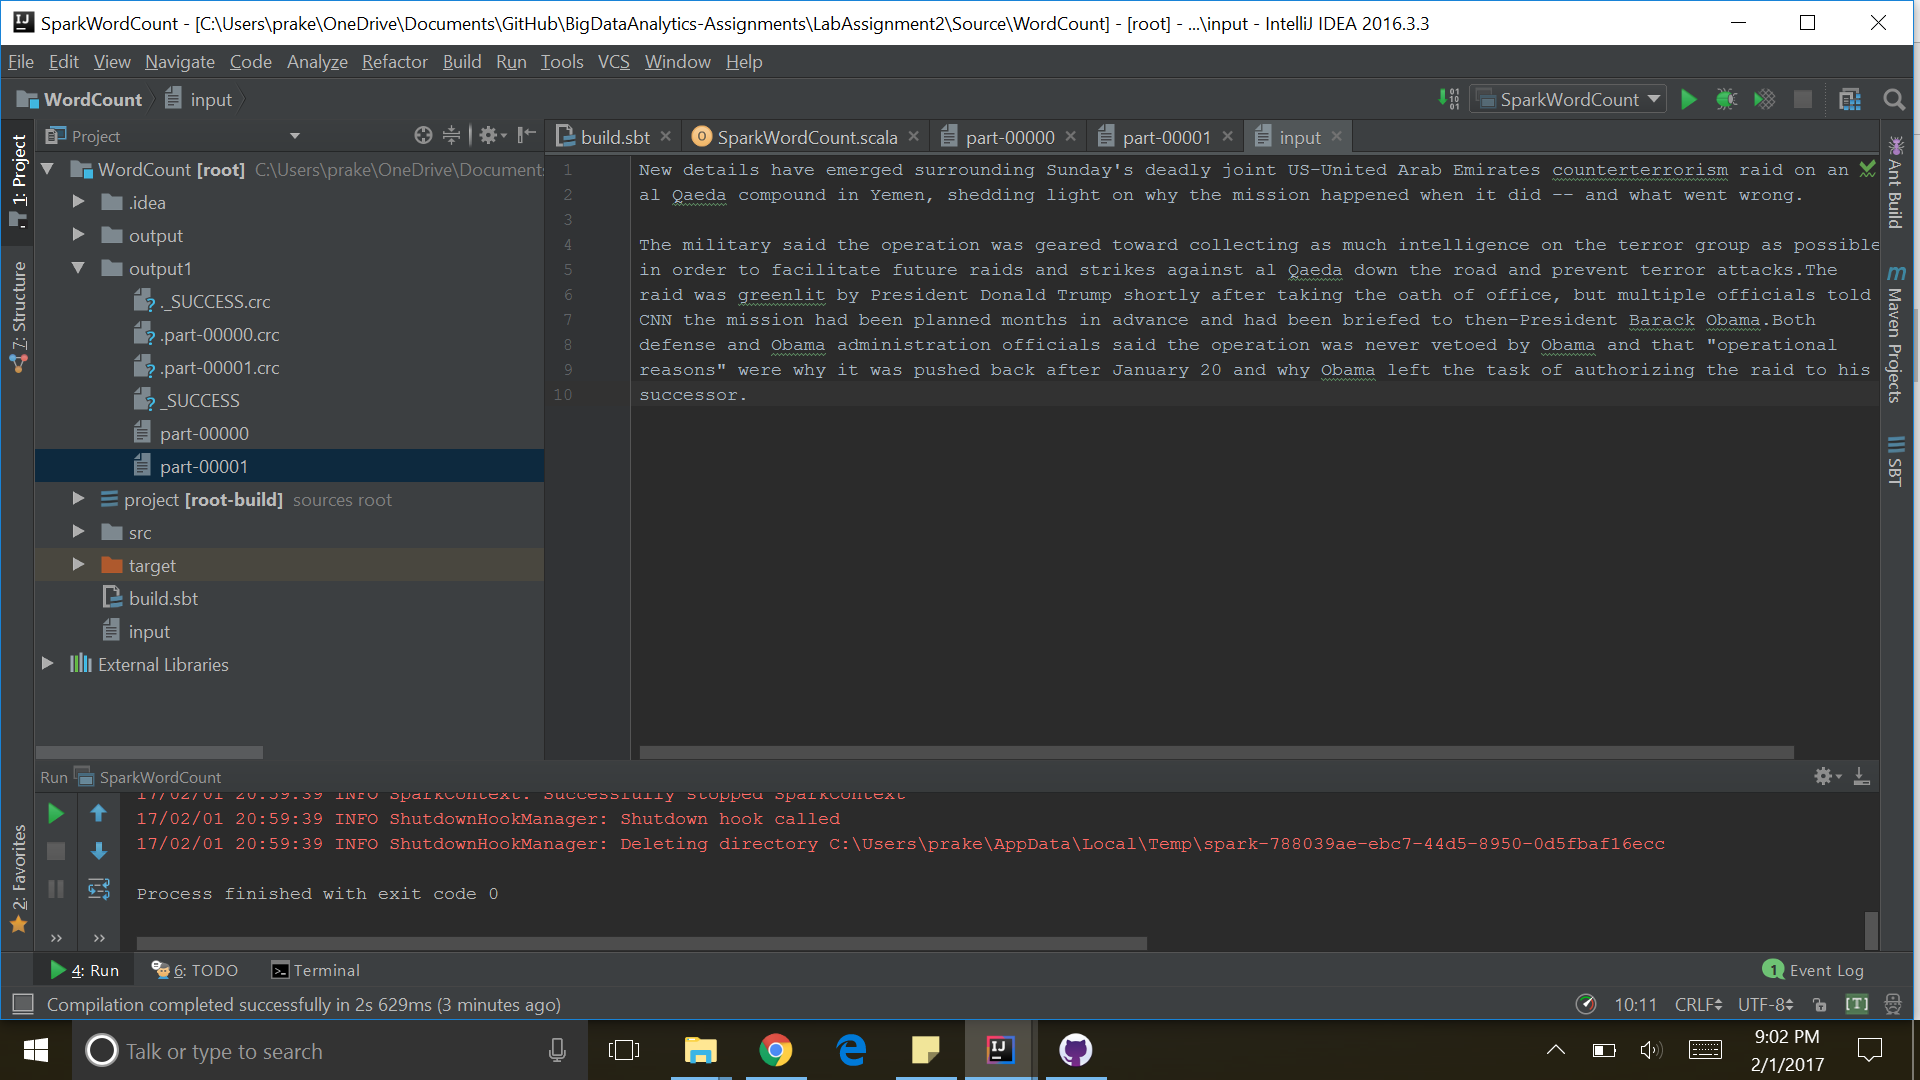 SparkWordCount - [C:\Users\prake\OneDrive\Documents\GitHub\BigDataAnalytics-Assignments\LabAssignment2\Source\WordCount] - [root] - ...\input - IntelliJ IDEA 2016.3.3
File Edit View Navigate Code Analyze Refactor Build Run Tools VCS Window Help
WordCount input SparkWordCount
Project
build.sbt SparkWordCount.scala part-00000 part-00001 input
1: Project
7: Structure
2: Favorites
WordCount [root] C:\Users\prake\OneDrive\Document
.idea
output
output1
._SUCCESS.crc
.part-00000.crc
.part-00001.crc
_SUCCESS
part-00000
part-00001
project [root-build] sources root
src
target
build.sbt
input
External Libraries
1 New details have emerged surrounding Sunday's deadly joint US-United Arab Emirates counterterrorism raid on an
2 al Qaeda compound in Yemen, shedding light on why the mission happened when it did -- and what went wrong.
3
4 The military said the operation was geared toward collecting as much intelligence on the terror group as possible
5 in order to facilitate future raids and strikes against al Qaeda down the road and prevent terror attacks.The
6 raid was greenlit by President Donald Trump shortly after taking the oath of office, but multiple officials told
7 CNN the mission had been planned months in advance and had been briefed to then-President Barack Obama.Both
8 defense and Obama administration officials said the operation was never vetoed by Obama and that "operational
9 reasons" were why it was pushed back after January 20 and why Obama left the task of authorizing the raid to his
10 successor.
Ant Build
Maven Projects
SBT
Run SparkWordCount
17/02/01 20:59:39 INFO SparkContext: Successfully stopped SparkContext
17/02/01 20:59:39 INFO ShutdownHookManager: Shutdown hook called
17/02/01 20:59:39 INFO ShutdownHookManager: Deleting directory C:\Users\prake\AppData\Local\Temp\spark-788039ae-ebc7-44d5-8950-0d5fbaf16ecc
Process finished with exit code 0
4: Run 6: TODO Terminal 1 Event Log
Compilation completed successfully in 2s 629ms (3 minutes ago) 10:11 CRLF UTF-8 [T]
Talk or type to search
9:02 PM
2/1/2017